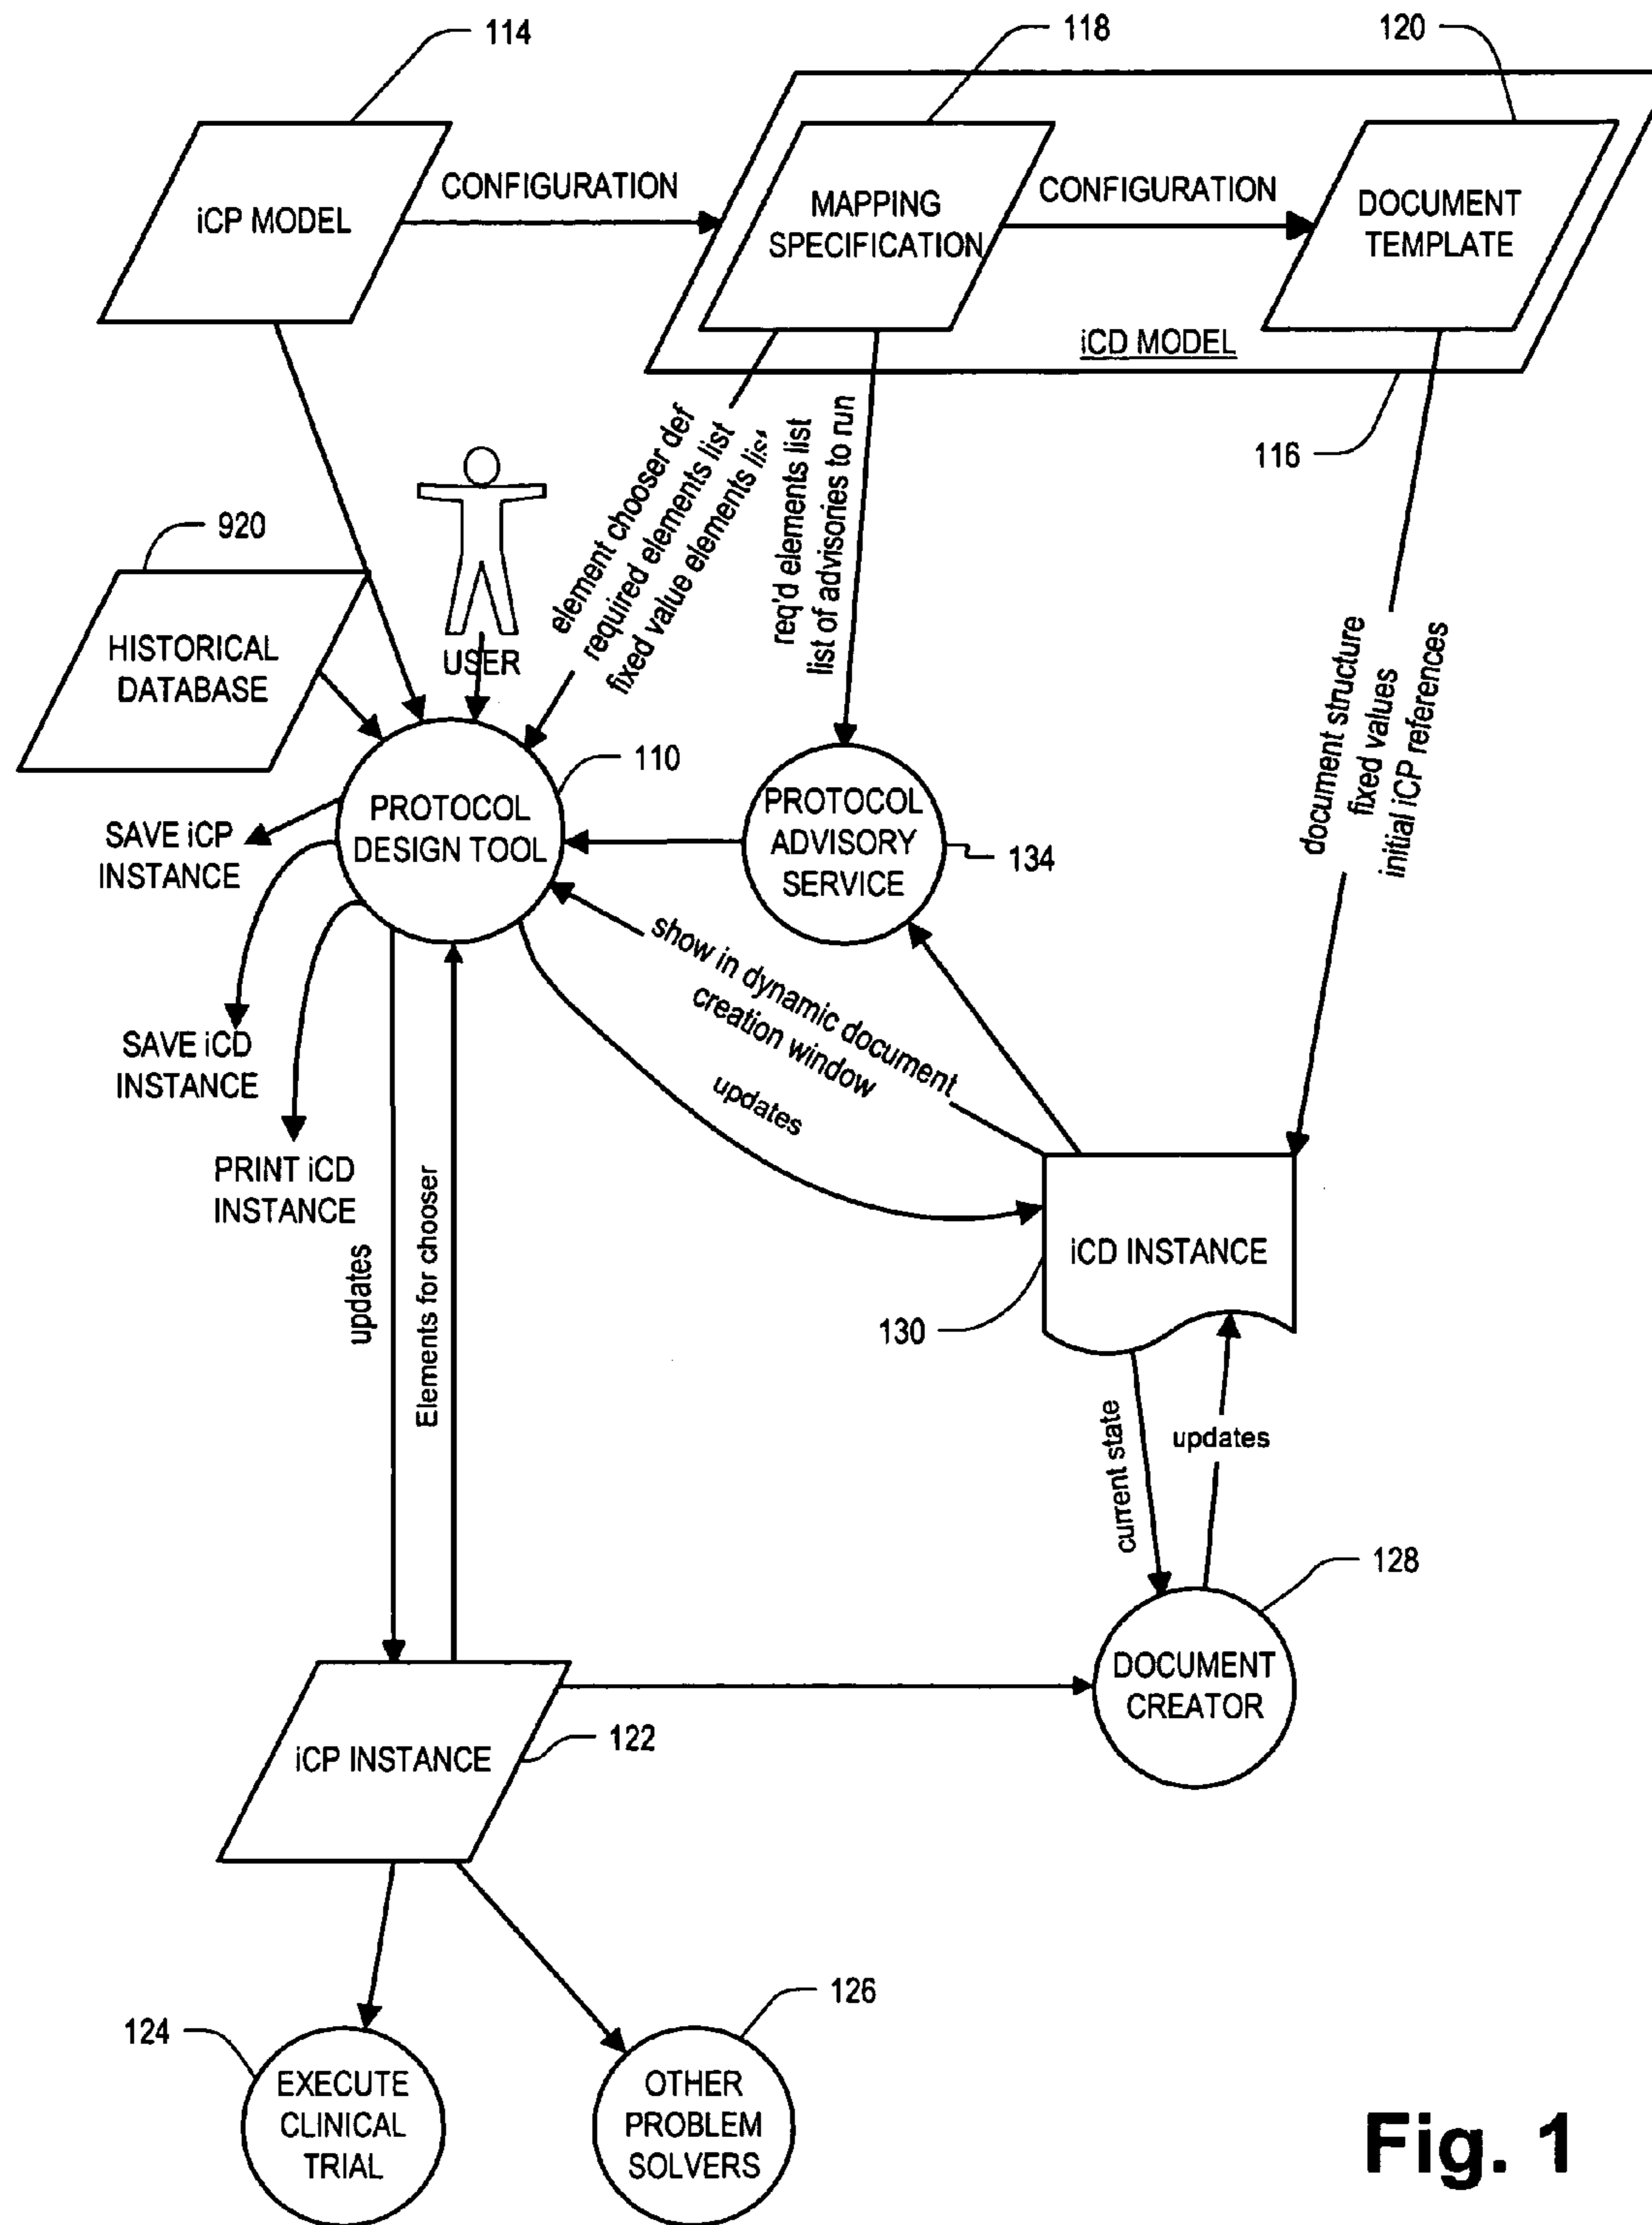 114
118
120
iCP MODEL
CONFIGURATION
MAPPING
SPECIFICATION
CONFIGURATION
DOCUMENT
TEMPLATE
iCD MODEL
116
920
HISTORICAL
DATABASE
USER
element chooser def
required elements list
fixed value elements list
req'd elements list
list of advisories to run
document structure
fixed values
initial iCP references
110
PROTOCOL
DESIGN TOOL
PROTOCOL
ADVISORY
SERVICE
134
SAVE iCP
INSTANCE
SAVE iCD
INSTANCE
PRINT iCD
INSTANCE
show in dynamic document
creation window
updates
updates
Elements for chooser
iCD INSTANCE
130
current state
updates
128
DOCUMENT
CREATOR
iCP INSTANCE
122
124
EXECUTE
CLINICAL
TRIAL
126
OTHER
PROBLEM
SOLVERS
Fig. 1